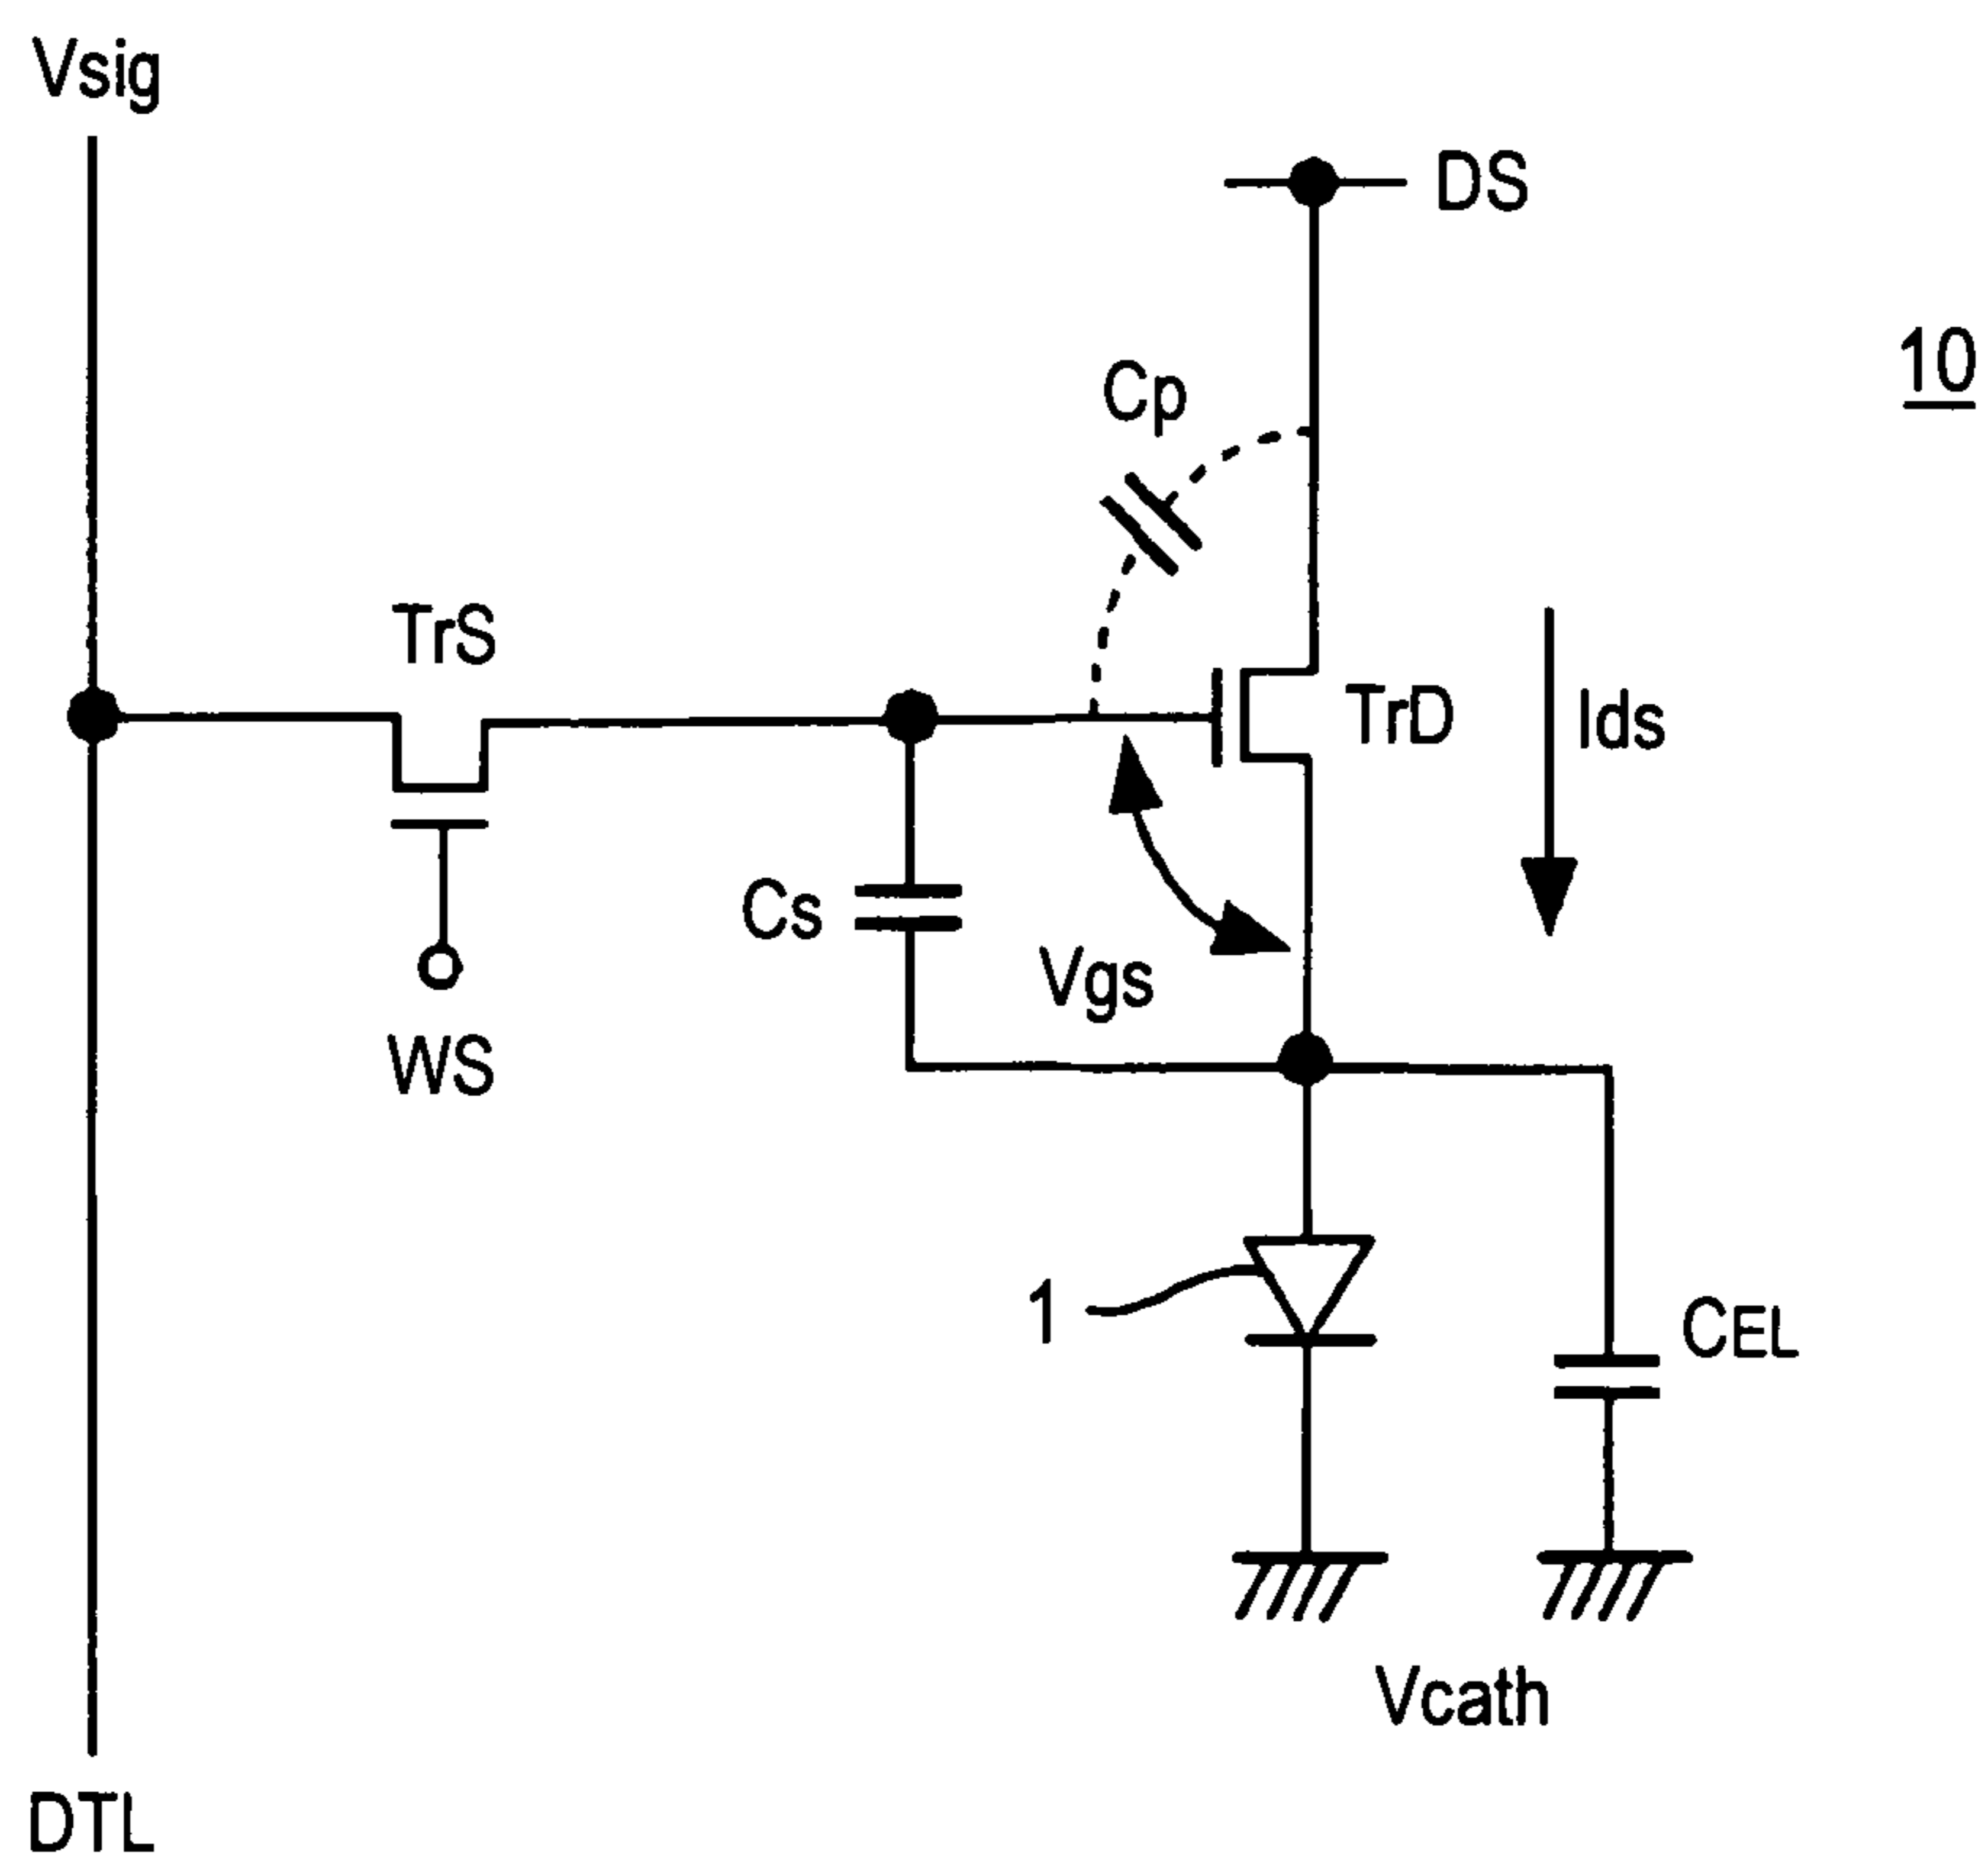 Vsig
DS
10
Cp
TrS
TrD
Ids
Cs
Vgs
WS
1
CEL
Vcath
DTL